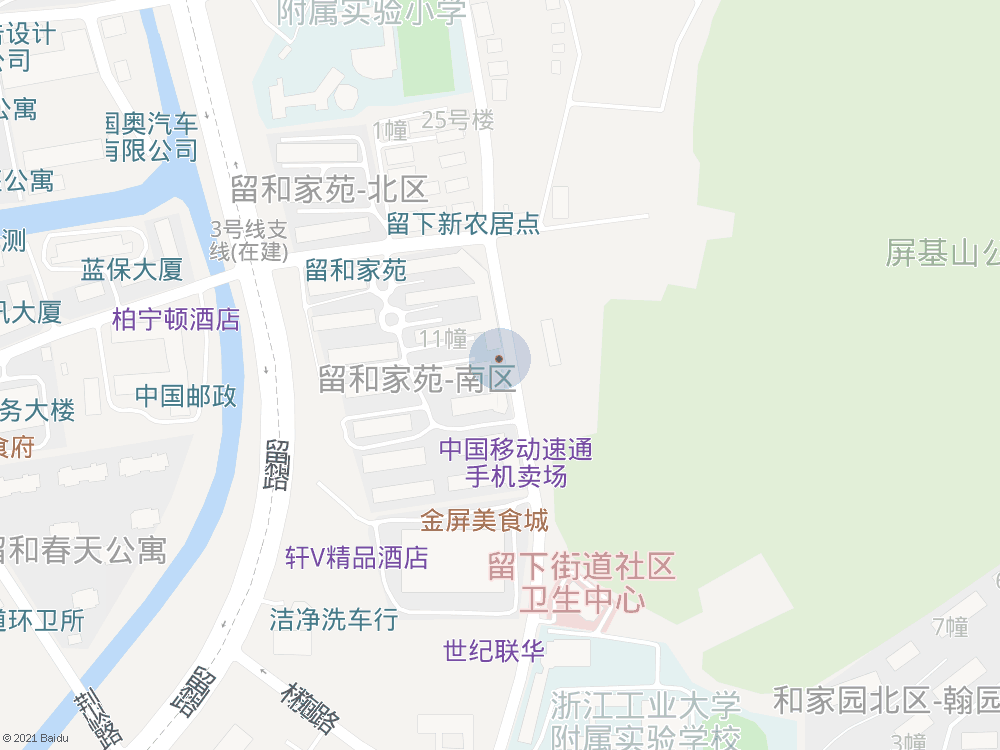 附属实验小学
告设计
公司
公寓
国奥汽车
有限公司
25号楼
1幢
公寓
留和家苑-北区
留下新农居点
3号线支
线(在建)
测
屏基山公
蓝保大厦
留和家苑
讯大厦
柏宁顿酒店
11幢
留和家苑-南区
中国邮政
务大楼
食府
中国移动速通
手机卖场
留和路
金屏美食城
留和春天公寓
轩V精品酒店
留下街道社区
卫生中心
道环卫所
洁净洗车行
世纪联华
6
7幢
留和路
浙江工业大学
附属实验学校
和家园北区-翰园
3幢
© 2021 Baidu